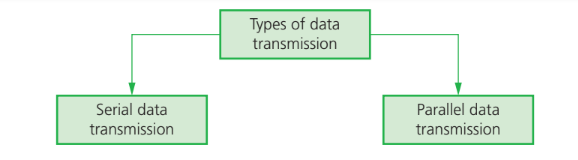 Types of data
transmission
Serial data
transmission
Parallel data
transmission